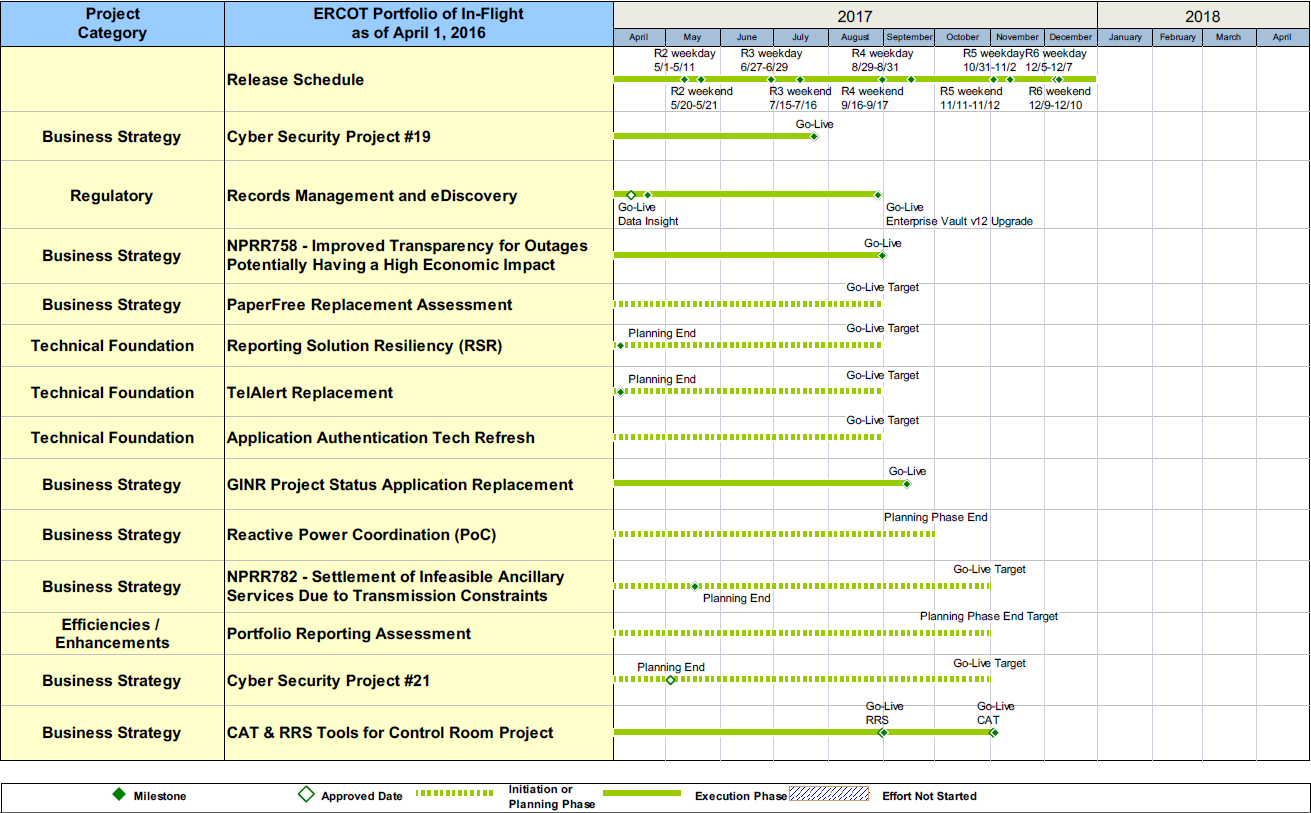 Project
Category
ERCOT Portfolio of In-Flight
as of April 1, 2016
2017
2018
April
May
June
July
August
September
October
November
December
January
February
March
April
Release Schedule
R2 weekday
5/1-5/11
R3 weekday
6/27-6/29
R4 weekday
8/29-8/31
R5 weekday
10/31-11/2
R6 weekday
12/5-12/7
R2 weekend
5/20-5/21
R3 weekend
7/15-7/16
R4 weekend
9/16-9/17
R5 weekend
11/11-11/12
R6 weekend
12/9-12/10
Business Strategy
Cyber Security Project #19
Go-Live
Regulatory
Records Management and eDiscovery
Go-Live
Data Insight
Go-Live
Enterprise Vault v12 Upgrade
Business Strategy
NPRR758 - Improved Transparency for Outages
Potentially Having a High Economic Impact
Go-Live
Business Strategy
PaperFree Replacement Assessment
Go-Live Target
Technical Foundation
Reporting Solution Resiliency (RSR)
Planning End
Go-Live Target
Technical Foundation
TelAlert Replacement
Planning End
Go-Live Target
Technical Foundation
Application Authentication Tech Refresh
Go-Live Target
Business Strategy
GINR Project Status Application Replacement
Go-Live
Business Strategy
Reactive Power Coordination (PoC)
Planning Phase End
Business Strategy
NPRR782 - Settlement of Infeasible Ancillary
Services Due to Transmission Constraints
Planning End
Go-Live Target
Efficiencies /
Enhancements
Portfolio Reporting Assessment
Planning Phase End Target
Business Strategy
Cyber Security Project #21
Planning End
Go-Live Target
Business Strategy
CAT & RRS Tools for Control Room Project
Go-Live
RRS
Go-Live
CAT
Milestone
Approved Date
Initiation or
Planning Phase
Execution Phase
Effort Not Started